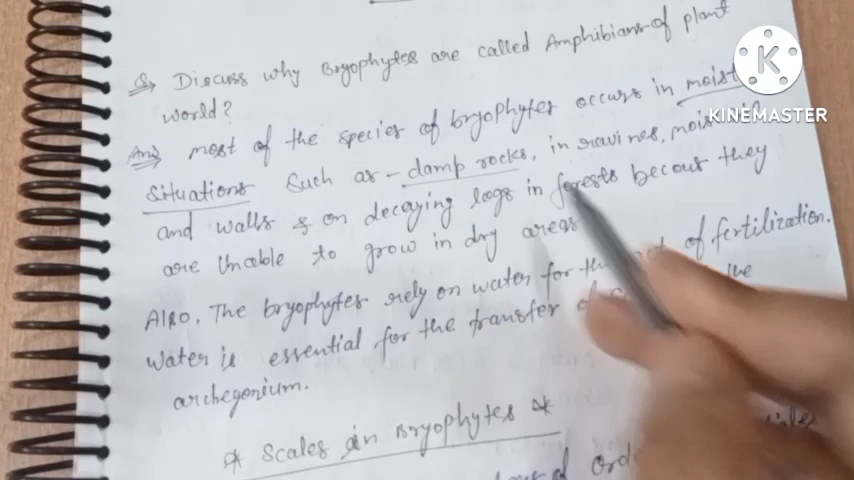 Q⇒ Discuss why Bryophytes are called Amphibians of plant
world?
KINEMASTER
Ans⇒ Most of the species of bryophytes occurs in moist
Situations Such as - damp rocks, in ravines, moist
and walls & on decaying logs in forests becous they
are Unable to grow in dry areas
Also, The bryophytes rely on water for the of fertilization.
Water is essential for the transfer of the
archegonium.
* Scales in Bryophytes *